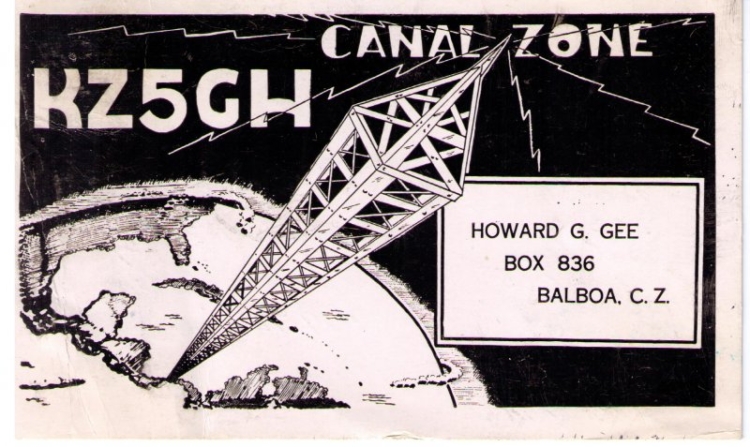 CANAL ZONE
KZ5GH
HOWARD G. GEE
BOX 836
BALBOA, C. Z.